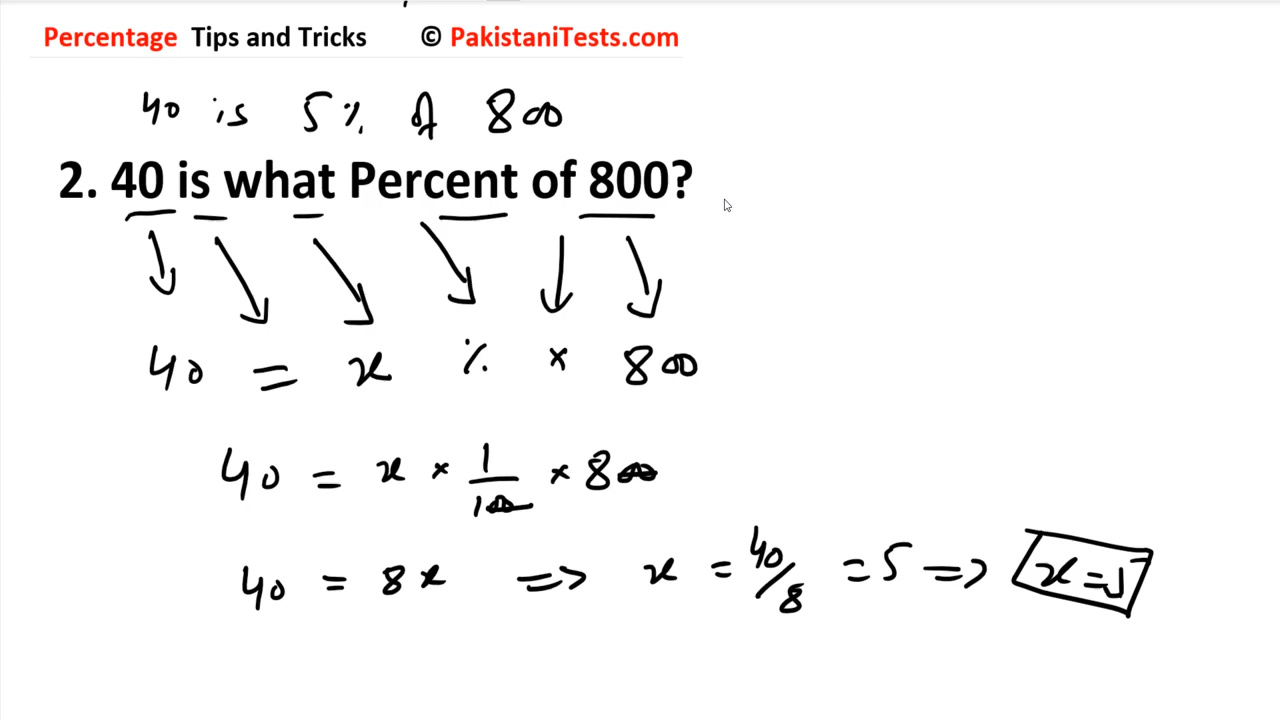 Percentage Tips and Tricks © PakistaniTests.com
40 is 5% of 800
2. 40 is what Percent of 800?
40 = x % × 800
40 = x × 1/100 × 800
40 = 8x => x = 40/8 = 5 => x=5